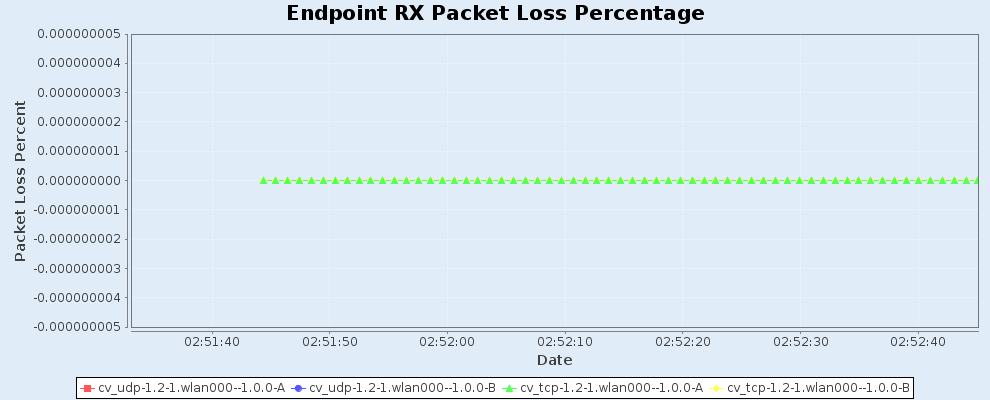 Endpoint RX Packet Loss Percentage
Packet Loss Percent
0.000000005
0.000000004
0.000000003
0.000000002
0.000000001
0.000000000
-0.000000001
-0.000000002
-0.000000003
-0.000000004
-0.000000005
02:51:40 02:51:50 02:52:00 02:52:10 02:52:20 02:52:30 02:52:40
Date
cv_udp-1.2-1.wlan000--1.0.0-A cv_udp-1.2-1.wlan000--1.0.0-B cv_tcp-1.2-1.wlan000--1.0.0-A cv_tcp-1.2-1.wlan000--1.0.0-B